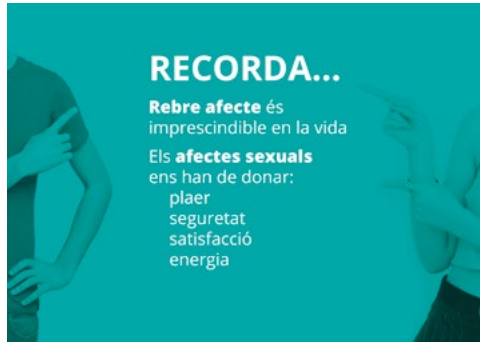 RECORDA...
Rebre afecte és
imprescindible en la vida
Els afectes sexuals
ens han de donar:
plaer
seguretat
satisfacció
energia